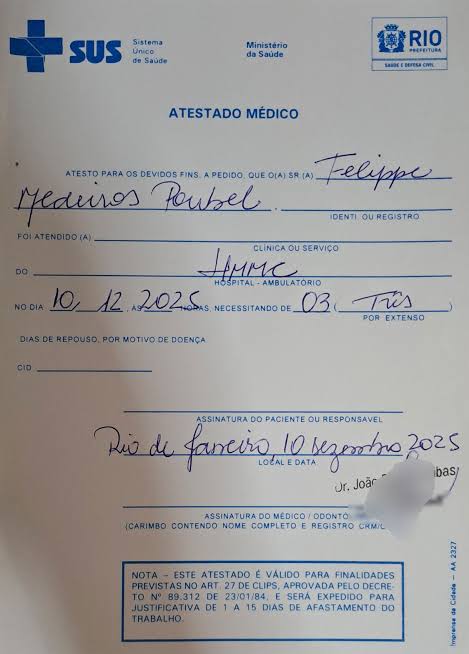 SUS
Sistema
Único
de Saúde
Ministério
da Saúde
RIO
PREFEITURA
SAÚDE E DEFESA CIVIL
ATESTADO MÉDICO
ATESTO PARA OS DEVIDOS FINS, A PEDIDO, QUE O(A) SR.(A) Felippe
Medeiros Poubel
IDENTI. OU REGISTRO
FOI ATENDIDO (A)
CLÍNICA OU SERVIÇO
DO HMMC
HOSPITAL - AMBULATÓRIO
NO DIA 10, 12, 2025, ÀS HORAS, NECESSITANDO DE 03 ( Três )
POR EXTENSO
DIAS DE REPOUSO, POR MOTIVO DE DOENÇA
CID
ASSINATURA DO PACIENTE OU RESPONSÁVEL
Rio de Janeiro, 10 dezembro 2025
LOCAL E DATA
Dr. João
ASSINATURA DO MÉDICO / ODONTO
(CARIMBO CONTENDO NOME COMPLETO E REGISTRO CRM/
NOTA – ESTE ATESTADO É VÁLIDO PARA FINALIDADES
PREVISTAS NO ART. 27 DE CLIPS, APROVADA PELO DECRE-
TO Nº 89.312 DE 23/01/84, E SERÁ EXPEDIDO PARA
JUSTIFICATIVA DE 1 A 15 DIAS DE AFASTAMENTO DO
TRABALHO.
Imprensa da Cidade – AA 2327